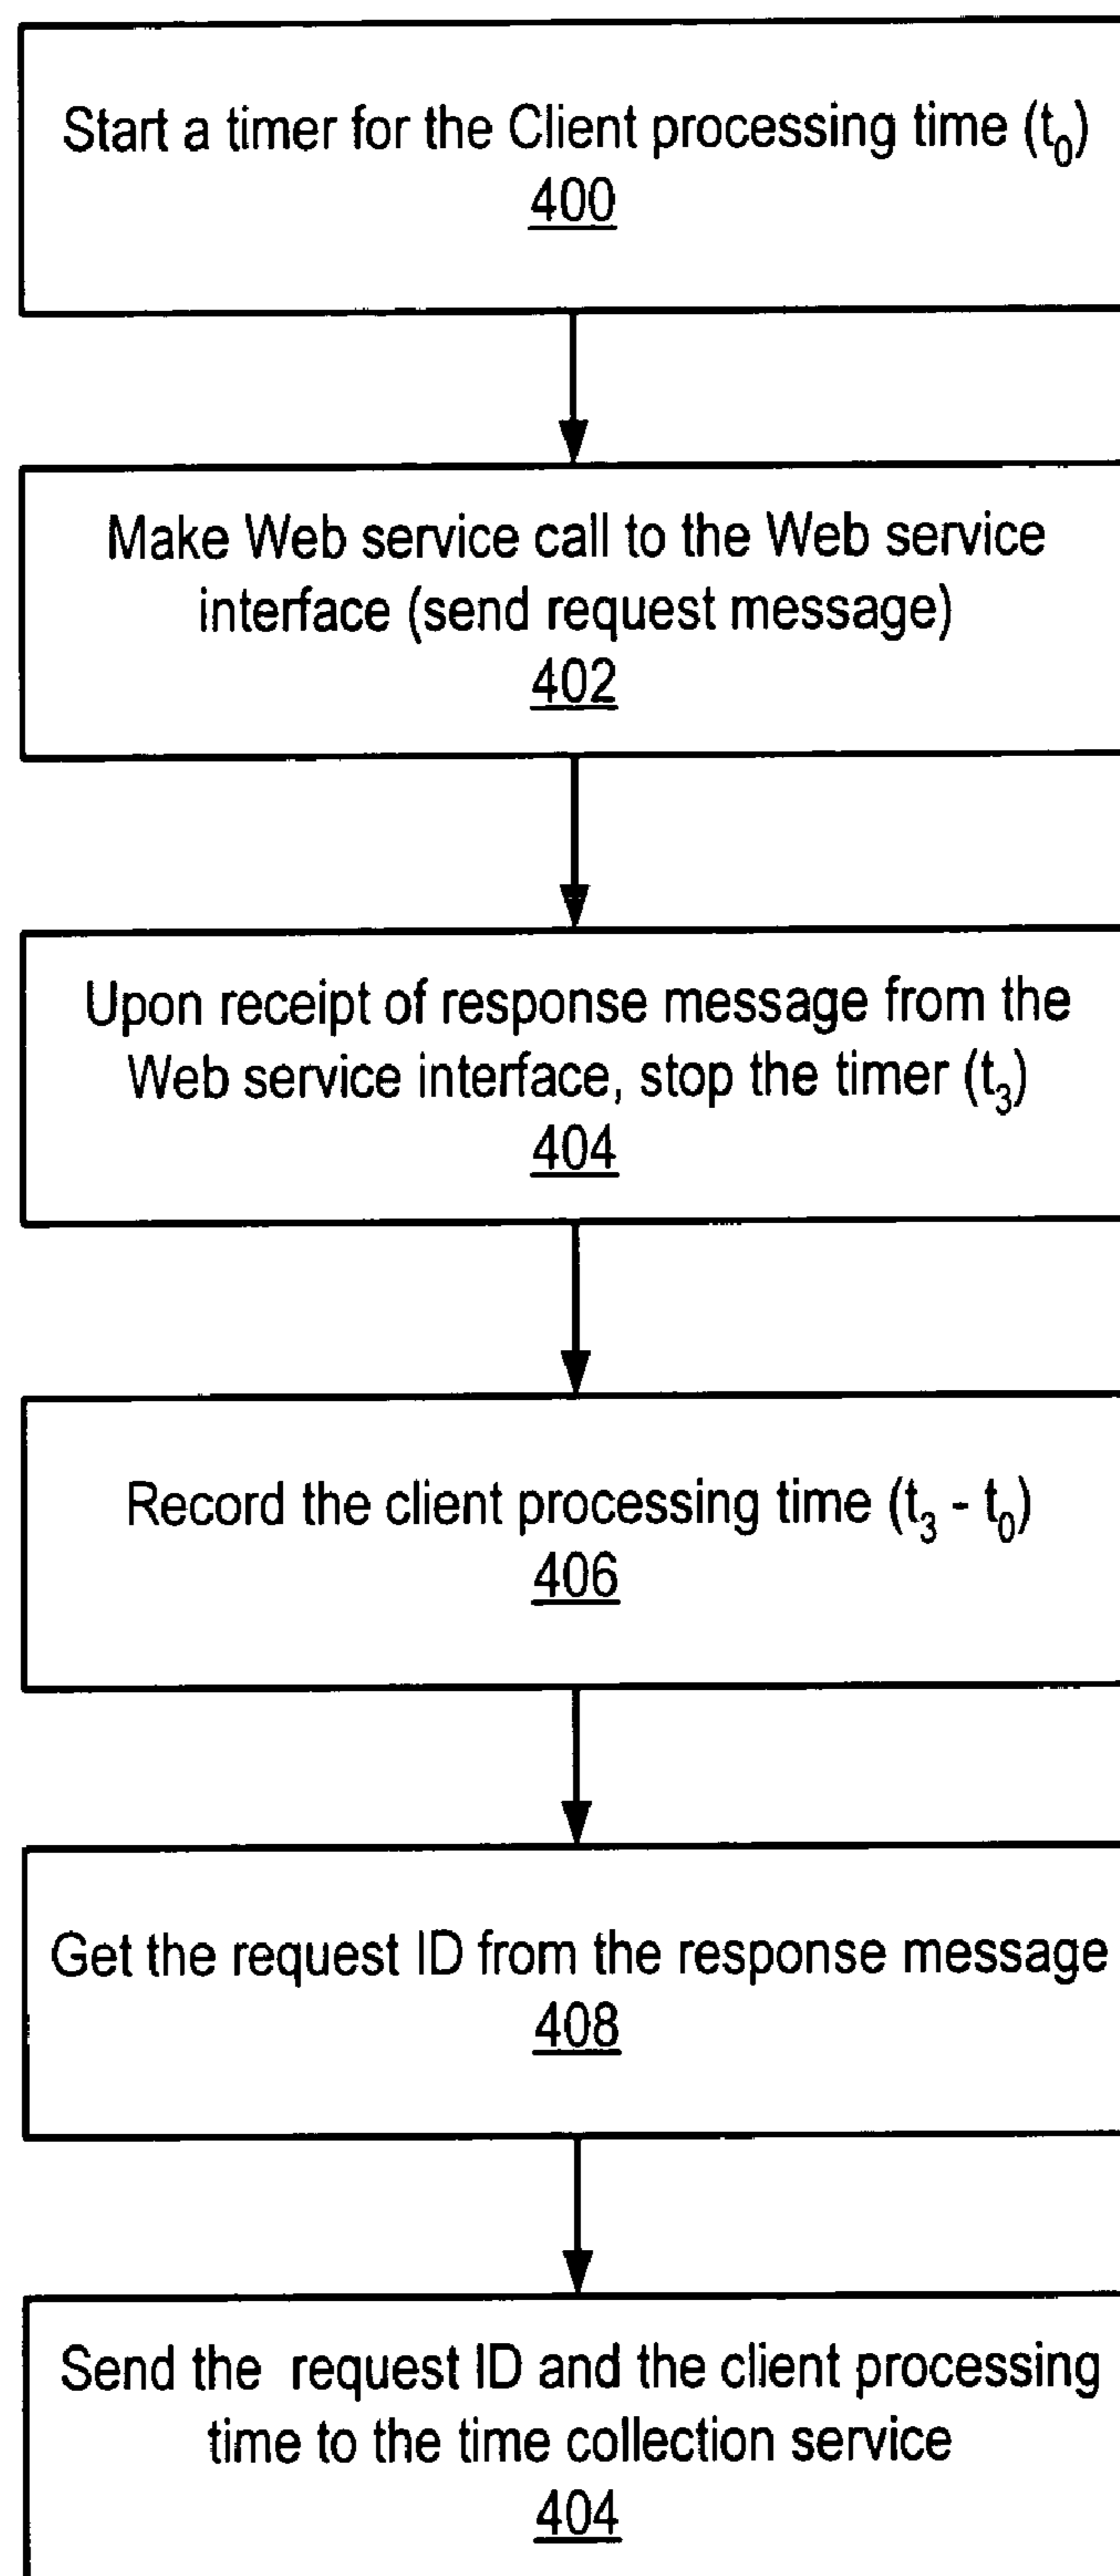 Start a timer for the Client processing time (t₀)
400
Make Web service call to the Web service
interface (send request message)
402
Upon receipt of response message from the
Web service interface, stop the timer (t₃)
404
Record the client processing time (t₃ - t₀)
406
Get the request ID from the response message
408
Send the request ID and the client processing
time to the time collection service
404